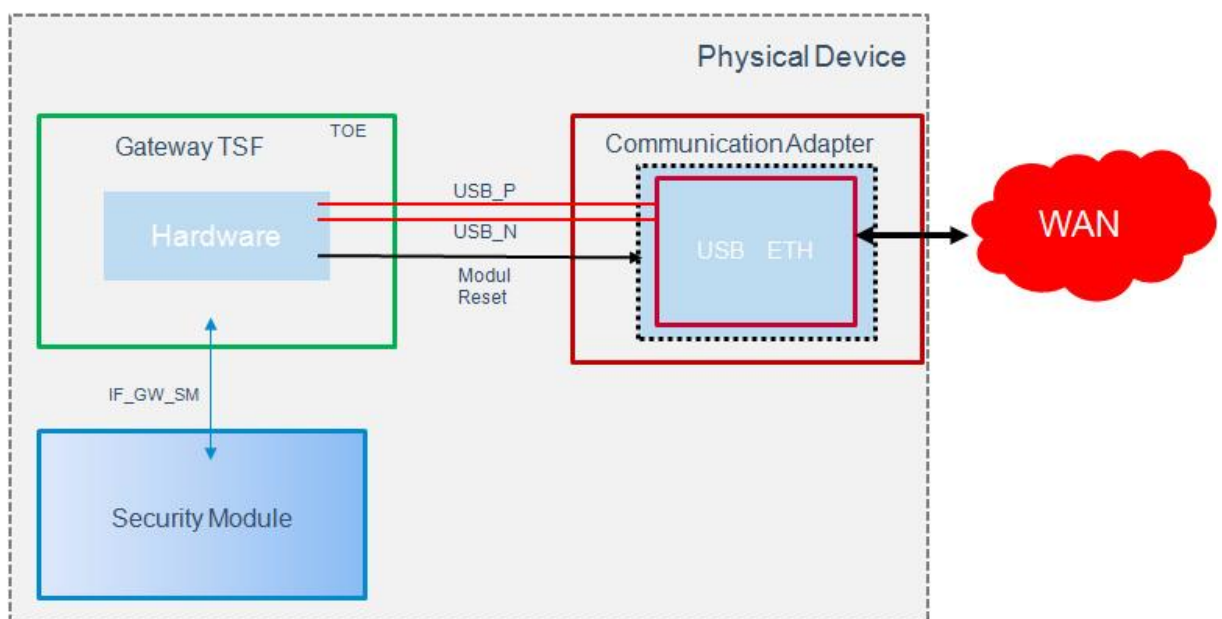 Physical Device
TOE
Gateway TSF
Communication Adapter
USB_P
Hardware
USB_N
USB ETH
WAN
Modul
Reset
IF_GW_SM
Security Module